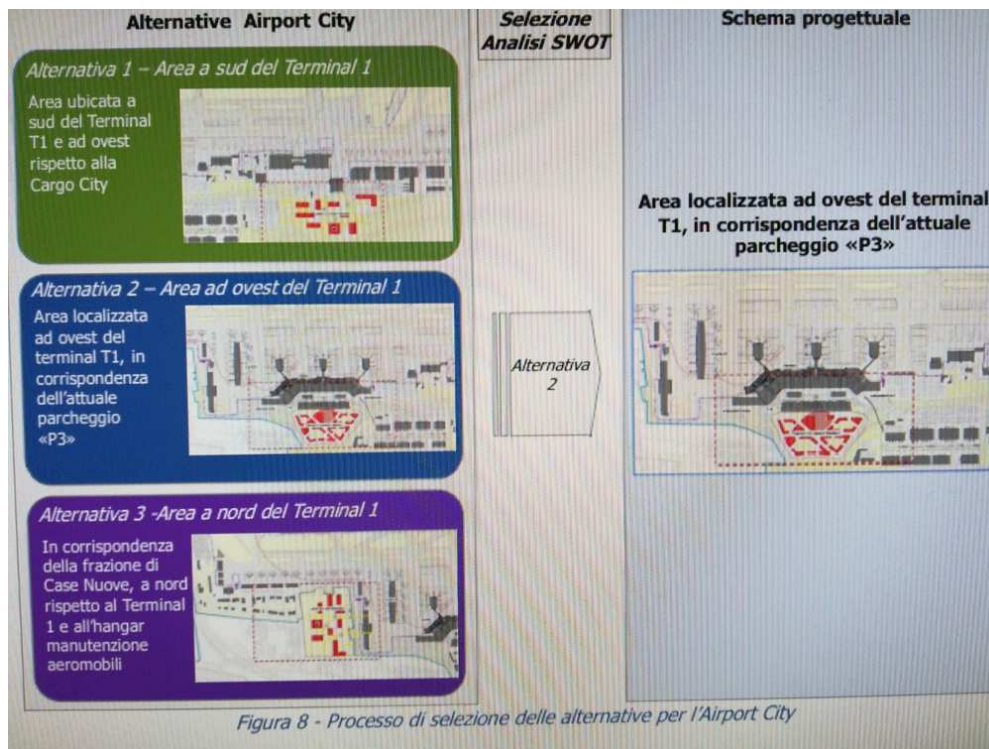 Alternative Airport City
Alternativa 1 – Area a sud del Terminal 1
Area ubicata a
sud del Terminal
T1 e ad ovest
rispetto alla
Cargo City
Alternativa 2 – Area ad ovest del Terminal 1
Area localizzata
ad ovest del
terminal T1, in
corrispondenza
dell'attuale
parcheggio
«P3»
Alternativa 3 -Area a nord del Terminal 1
In corrispondenza
della frazione di
Case Nuove, a nord
rispetto al Terminal
1 e all'hangar
manutenzione
aeromobili
Selezione
Analisi SWOT
Alternativa
2
Schema progettuale
Area localizzata ad ovest del terminal
T1, in corrispondenza dell'attuale
parcheggio «P3»
Figura 8 - Processo di selezione delle alternative per l'Airport City